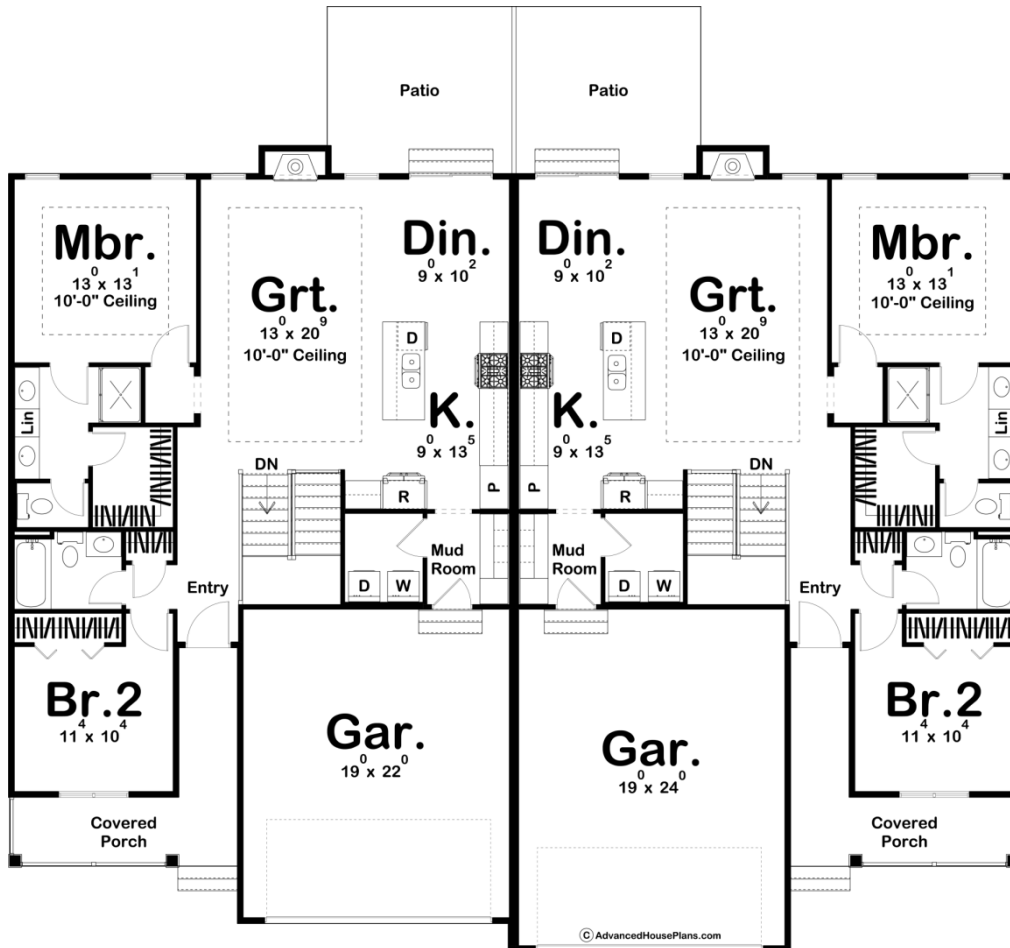 Patio
Patio
Mbr.
13⁰ x 13¹
10'-0" Ceiling
Grt.
13⁰ x 20⁹
10'-0" Ceiling
Din.
9⁰ x 10²
Din.
9⁰ x 10²
Grt.
13⁰ x 20⁹
10'-0" Ceiling
Mbr.
13⁰ x 13¹
10'-0" Ceiling
D
D
Lin
K.
9⁰ x 13⁵
K.
9⁰ x 13⁵
Lin
DN
R
P
P
R
DN
Mud
Room
Mud
Room
D
W
D
W
Entry
Entry
Br.2
11⁴ x 10⁴
Gar.
19⁰ x 22⁰
Gar.
19⁰ x 24⁰
Br.2
11⁴ x 10⁴
Covered
Porch
Covered
Porch
© AdvancedHousePlans.com